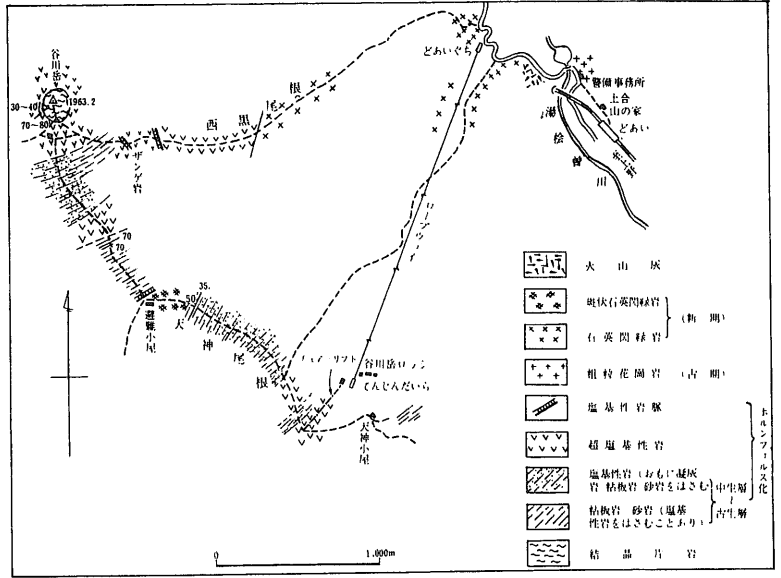 谷川岳
30~40
1963.2
70~80
ザンゲ岩
西黒尾根
どあいぐち
警備事務所
土合
山の家
どあい
湯桧曽川
ロープウェー
70
70
35.
50
避難小屋
天神尾根
チェアーリフト
谷川岳ロッジ
てんじんだいら
天神小屋
0
1.000m
火山灰
斑状石英閃緑岩
石英閃緑岩
(新期)
粗粒花崗岩 (古期)
塩基性岩脈
超塩基性岩
塩基性岩(おもに凝灰
岩 粘板岩 砂岩をはさむ
粘板岩 砂岩(塩基
性岩をはさむことあり)
中生層
~
古生層
ホルンフェルス化
結晶片岩